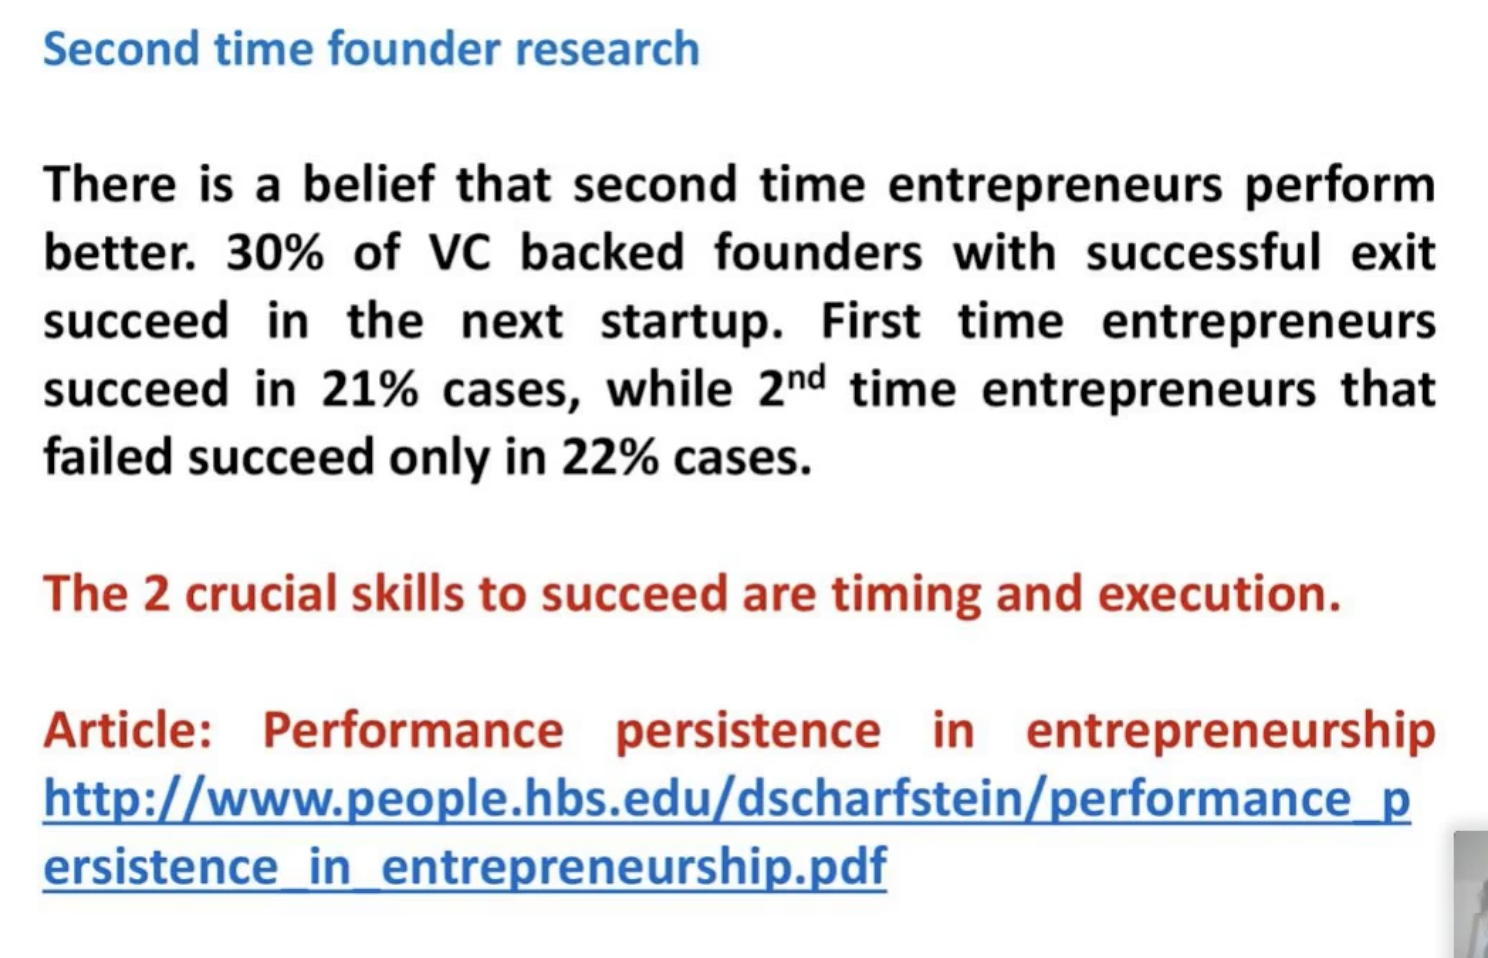 Second time founder research
There is a belief that second time entrepreneurs perform
better. 30% of VC backed founders with successful exit
succeed in the next startup. First time entrepreneurs
succeed in 21% cases, while 2nd time entrepreneurs that
failed succeed only in 22% cases.
The 2 crucial skills to succeed are timing and execution.
Article: Performance persistence in entrepreneurship
http://www.people.hbs.edu/dscharfstein/performance_p
ersistence_in_entrepreneurship.pdf